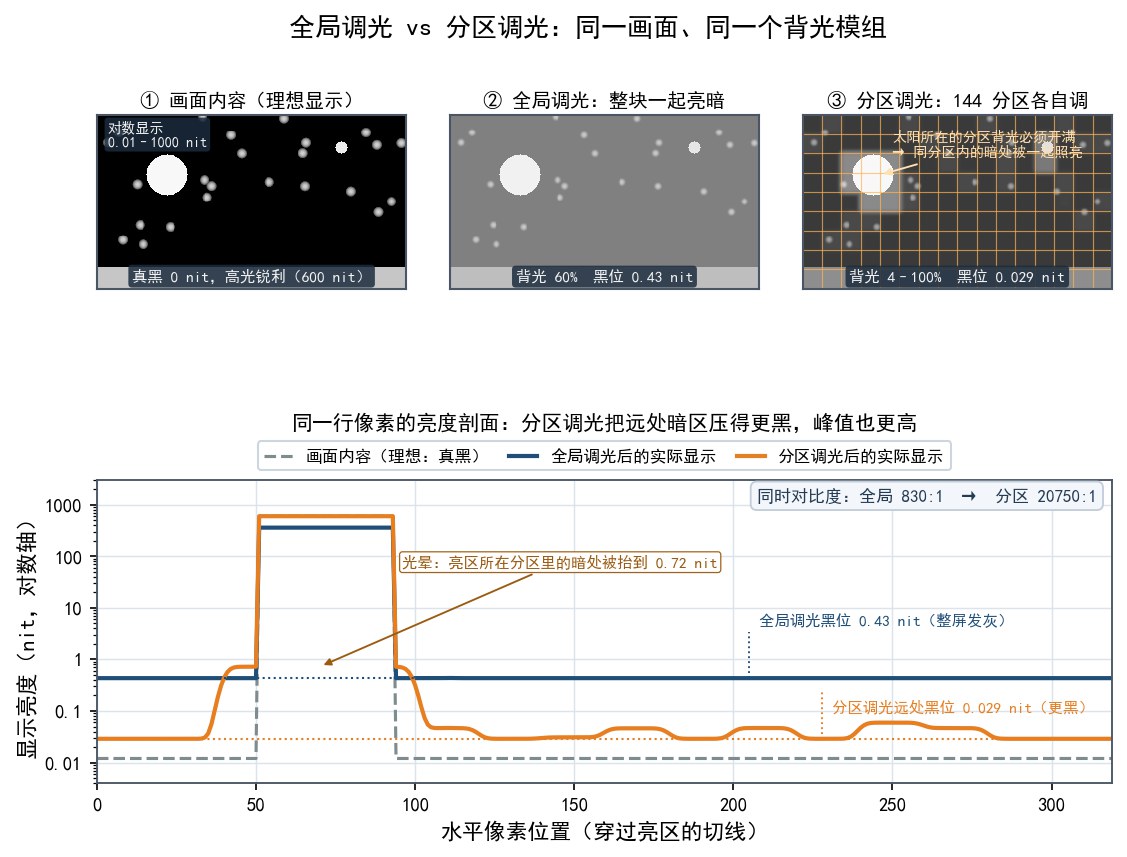 全局调光 vs 分区调光：同一画面、同一个背光模组
① 画面内容（理想显示）
② 全局调光：整块一起亮暗
③ 分区调光：144 分区各自调
对数显示
0.01–1000 nit
真黑 0 nit，高光锐利（600 nit）
背光 60% 黑位 0.43 nit
太阳所在的分区背光必须开满
→ 同分区内的暗处被一起照亮
背光 4–100% 黑位 0.029 nit
同一行像素的亮度剖面：分区调光把远处暗区压得更黑，峰值也更高
画面内容（理想：真黑）
全局调光后的实际显示
分区调光后的实际显示
同时对比度：全局 830:1 → 分区 20750:1
光晕：亮区所在分区里的暗处被抬到 0.72 nit
全局调光黑位 0.43 nit（整屏发灰）
分区调光远处黑位 0.029 nit（更黑）
显示亮度（nit，对数轴）
1000
100
10
1
0.1
0.01
0
50
100
150
200
250
300
水平像素位置（穿过亮区的切线）